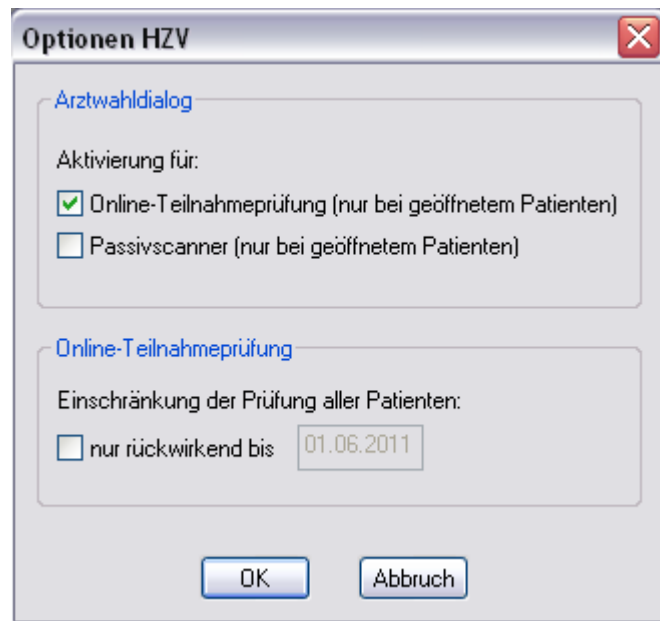 Optionen HZV
Arztwahldialog
Aktivierung für:
Online-Teilnahmeprüfung (nur bei geöffnetem Patienten)
Passivscanner (nur bei geöffnetem Patienten)
Online-Teilnahmeprüfung
Einschränkung der Prüfung aller Patienten:
nur rückwirkend bis 01.06.2011
OK Abbruch